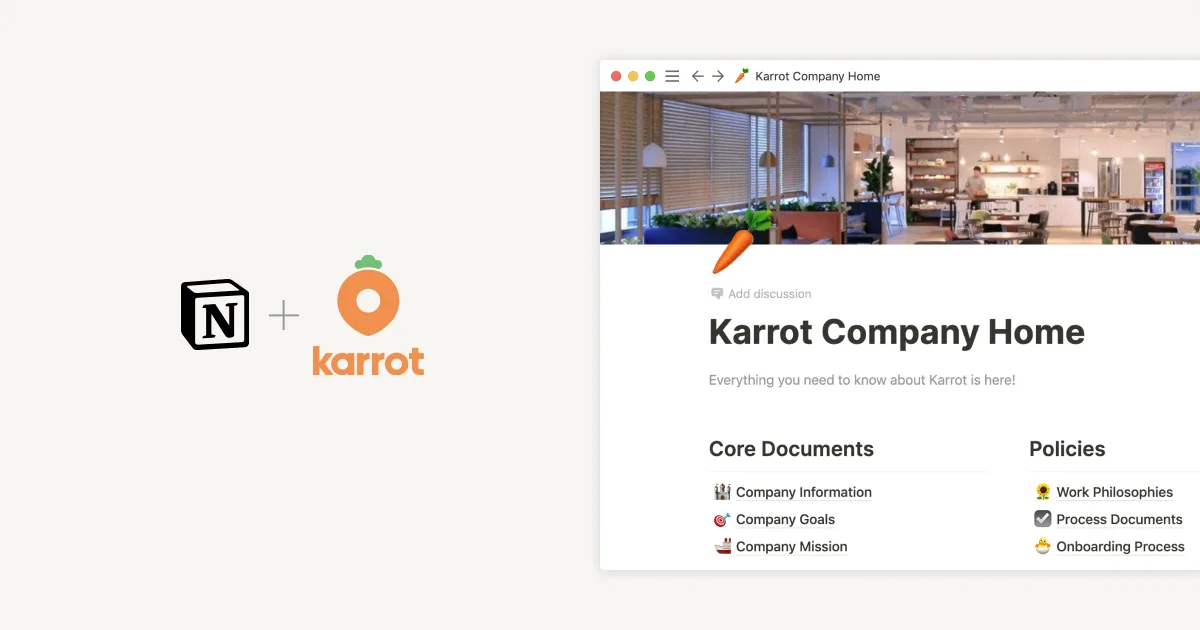 N
karrot
Karrot Company Home
Add discussion
Karrot Company Home
Everything you need to know about Karrot is here!
Core Documents
Company Information
Company Goals
Company Mission
Policies
Work Philosophies
Process Documents
Onboarding Process